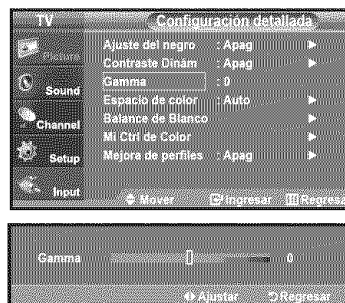 TV
Configuración detallada
Picture
Sound
Channel
Setup
Input
Ajuste del negro : Apag
Contraste Dinám : Apag
Gamma : 0
Espacio de color : Auto
Balance de Blanco
Mi Ctrl de Color
Mejora de perfiles : Apag
Mover Ingresar Regresar
Gamma 0
Ajustar Regresar